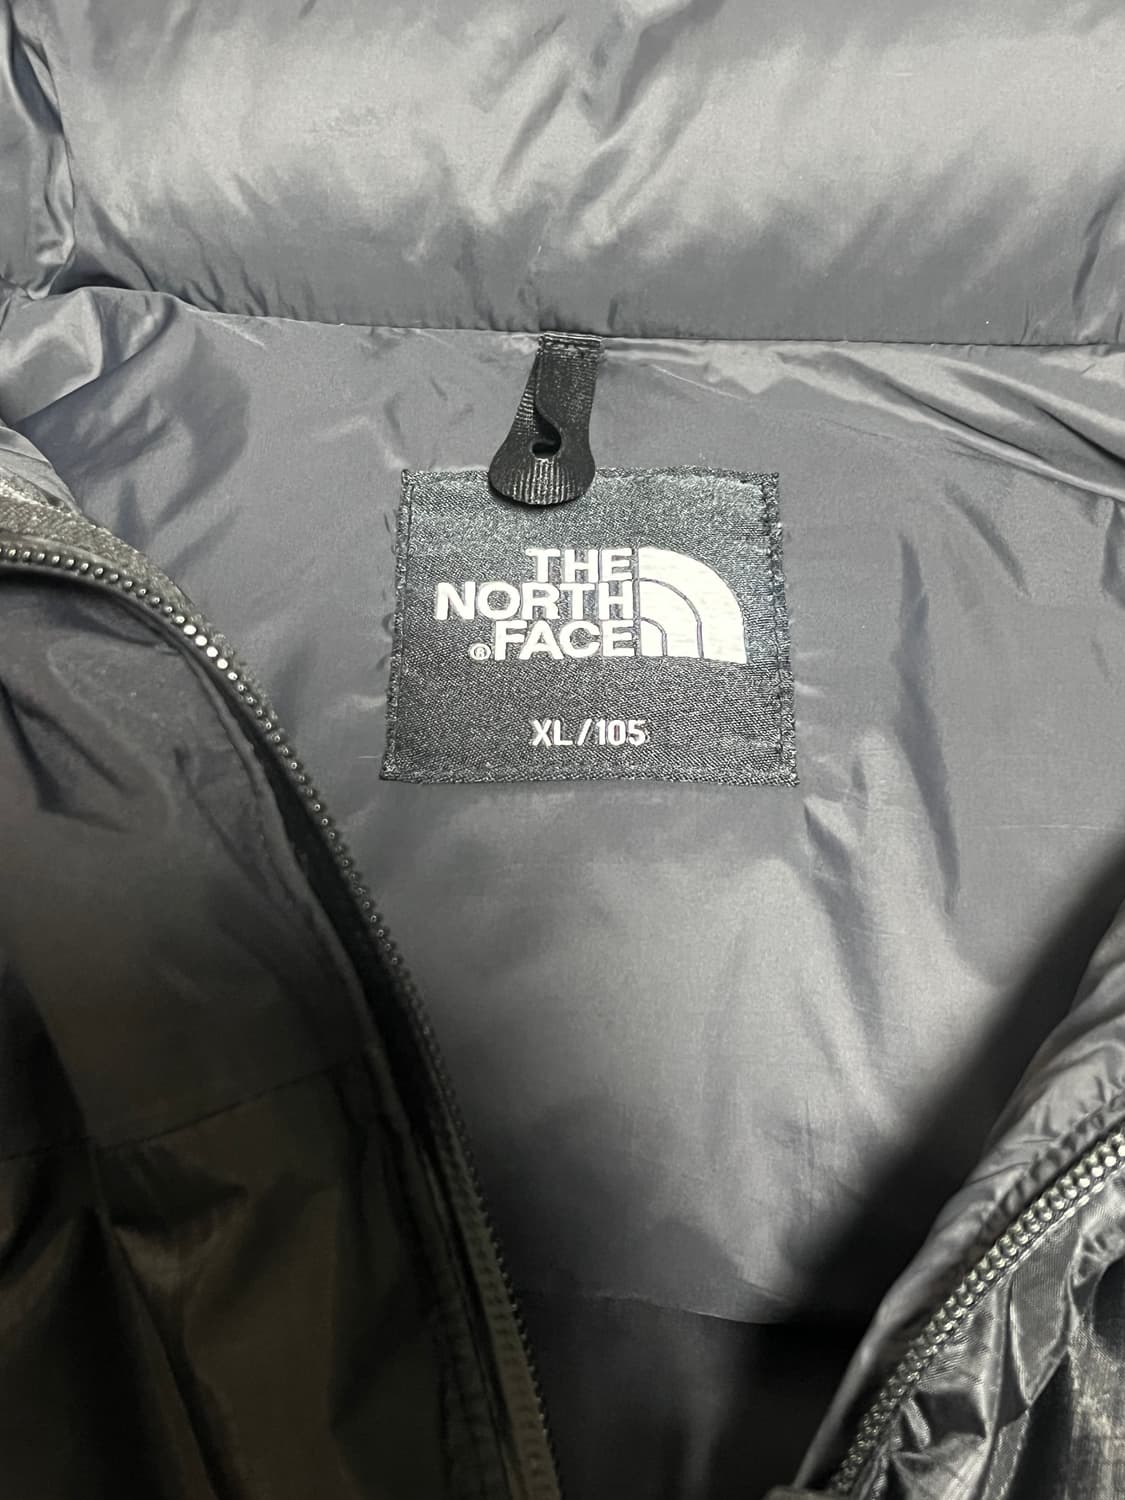 THE
NORTH
®FACE
XL/105